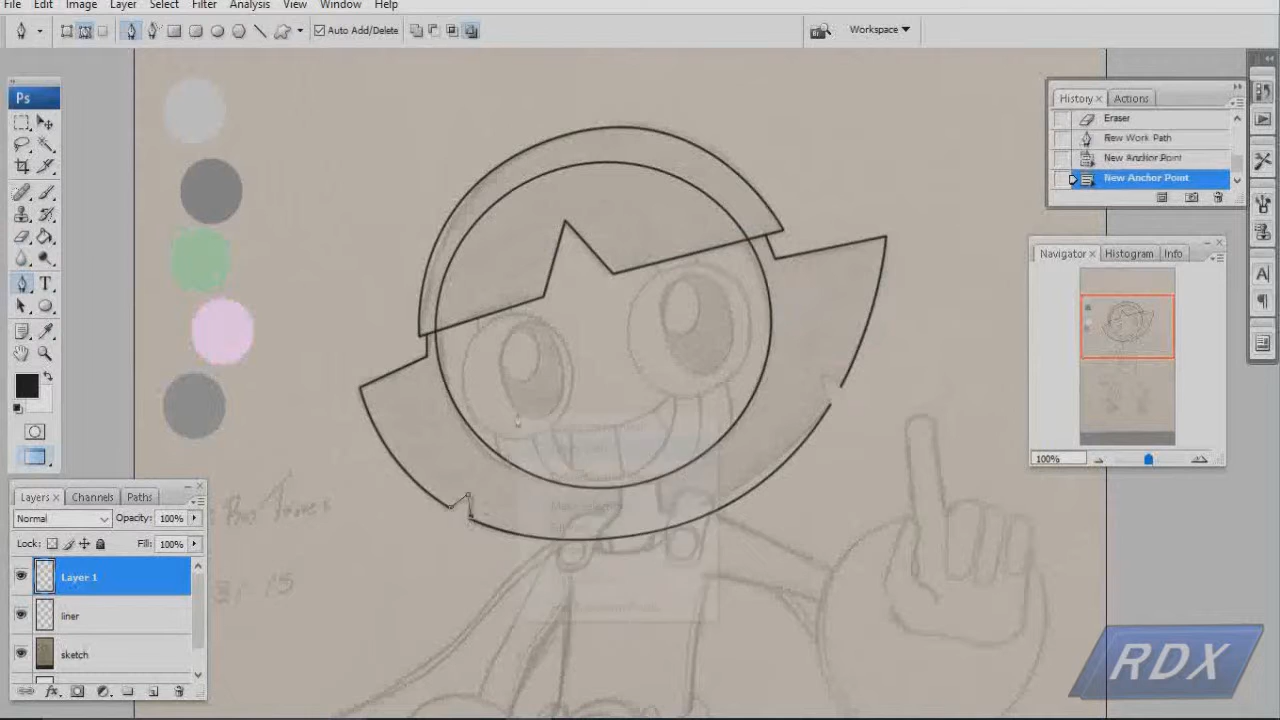 File Edit Image Layer Select Filter Analysis View Window Help
Auto Add/Delete
Workspace
Ps
History Actions
Eraser
New Work Path
New Anchor Point
New Anchor Point
Navigator Histogram Info
100%
Layers Channels Paths
Normal Opacity: 100%
Lock: Fill: 100%
Layer 1
liner
sketch
RDX